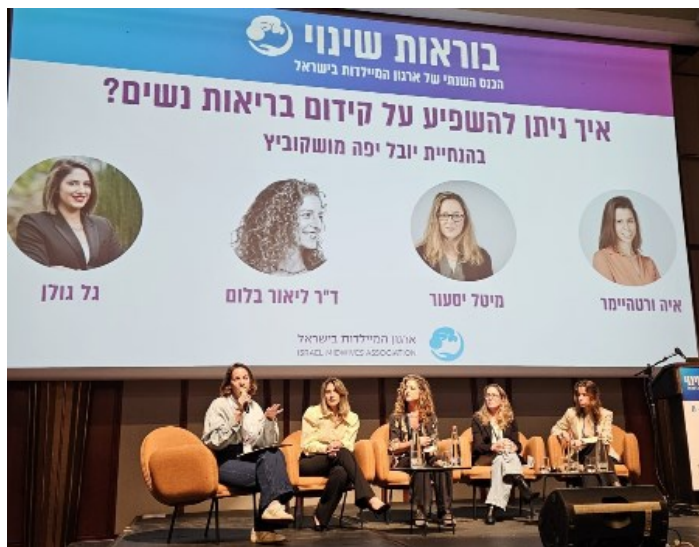 בוראות שינוי
הכנס השנתי של ארגון המיילדות בישראל
איך ניתן להשפיע על קידום בריאות נשים?
בהנחיית יובל יפה מושקוביץ
איה ורטהיימר
מיטל יסעור
ד"ר ליאור בלום
גל גולן
ארגון המיילדות בישראל
ISRAEL MIDWIVES ASSOCIATION